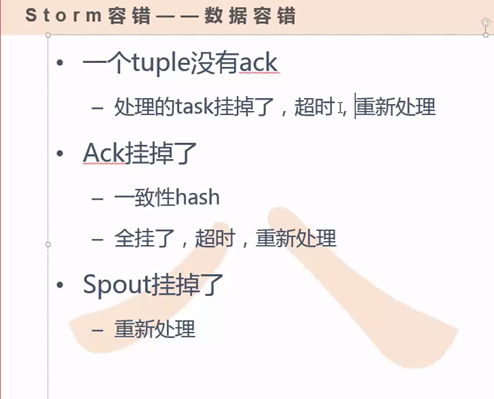 Storm容错——数据容错
• 一个tuple没有ack
– 处理的task挂掉了，超时，重新处理
• Ack挂掉了
– 一致性hash
– 全挂了，超时，重新处理
• Spout挂掉了
– 重新处理